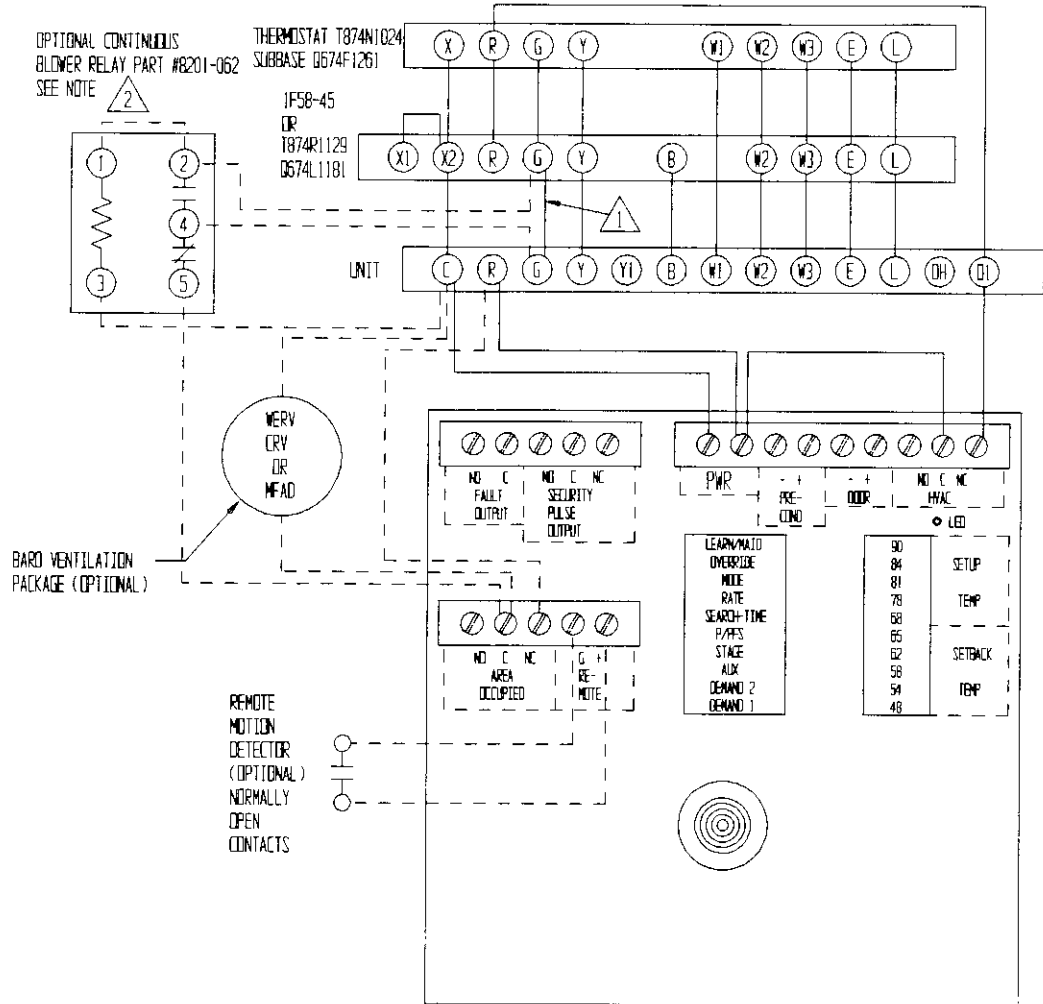 OPTIONAL CONTINUOUS
BLOWER RELAY PART #8201-062
SEE NOTE 2
THERMOSTAT T874N1024
SUBBASE Q674F1261
X R G Y W1 W2 W3 E L
1F58-45
OR
T874R1129
Q674L1181
X1 X2 R G Y B W2 W3 E L
1 2
4
3 5
1
UNIT C R G Y Y1 B W1 W2 W3 E L OH O1
WERV
CRV
OR
MFAD
BARD VENTILATION
PACKAGE (OPTIONAL)
NO C
FAULT
OUTPUT
NO C NC
SECURITY
PULSE
OUTPUT
PWR
- +
PRE-
COND
- +
DOOR
NO C NC
HVAC
LED
LEARN/MAID
OVERRIDE
MODE
RATE
SEARCH-TIME
P/PFS
STAGE
AUX
DEMAND 2
DEMAND 1
90
84
81
78
68
65
62
58
54
48
SETUP
TEMP
SETBACK
TEMP
NO C NC
AREA
OCCUPIED
G +
RE-
MOTE
REMOTE
MOTION
DETECTOR
(OPTIONAL)
NORMALLY
OPEN
CONTACTS